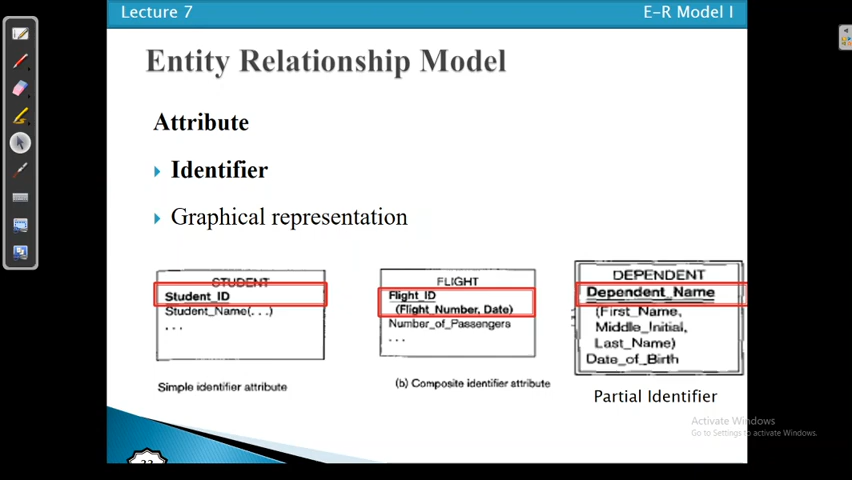 Lecture 7
E-R Model I
Entity Relationship Model
Attribute
Identifier
Graphical representation
STUDENT
Student_ID
Student_Name(...)
...
Simple identifier attribute
FLIGHT
Flight_ID
(Flight_Number, Date)
Number_of_Passengers
...
(b) Composite identifier attribute
DEPENDENT
Dependent_Name
(First_Name,
Middle_Initial,
Last_Name)
Date_of_Birth
Partial Identifier
Activate Windows
Go to Settings to activate Windows.